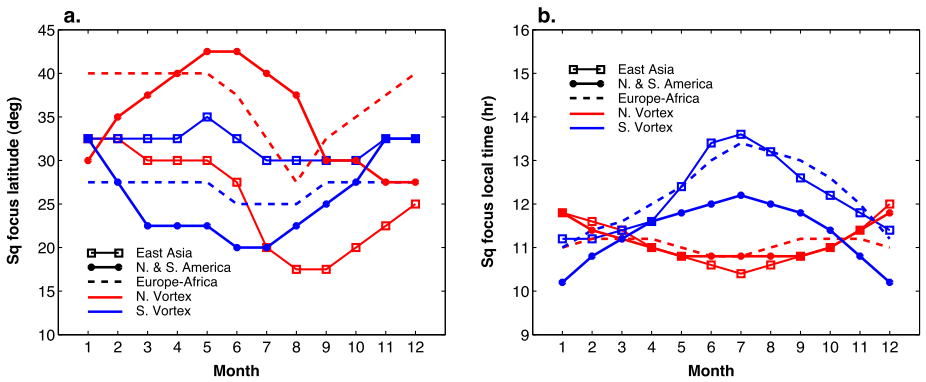 a.
Sq focus latitude (deg)
45
40
35
30
25
20
15
10
East Asia
N. & S. America
Europe-Africa
N. Vortex
S. Vortex
1 2 3 4 5 6 7 8 9 10 11 12
Month
b.
Sq focus local time (hr)
16
15
14
13
12
11
10
9
East Asia
N. & S. America
Europe-Africa
N. Vortex
S. Vortex
1 2 3 4 5 6 7 8 9 10 11 12
Month